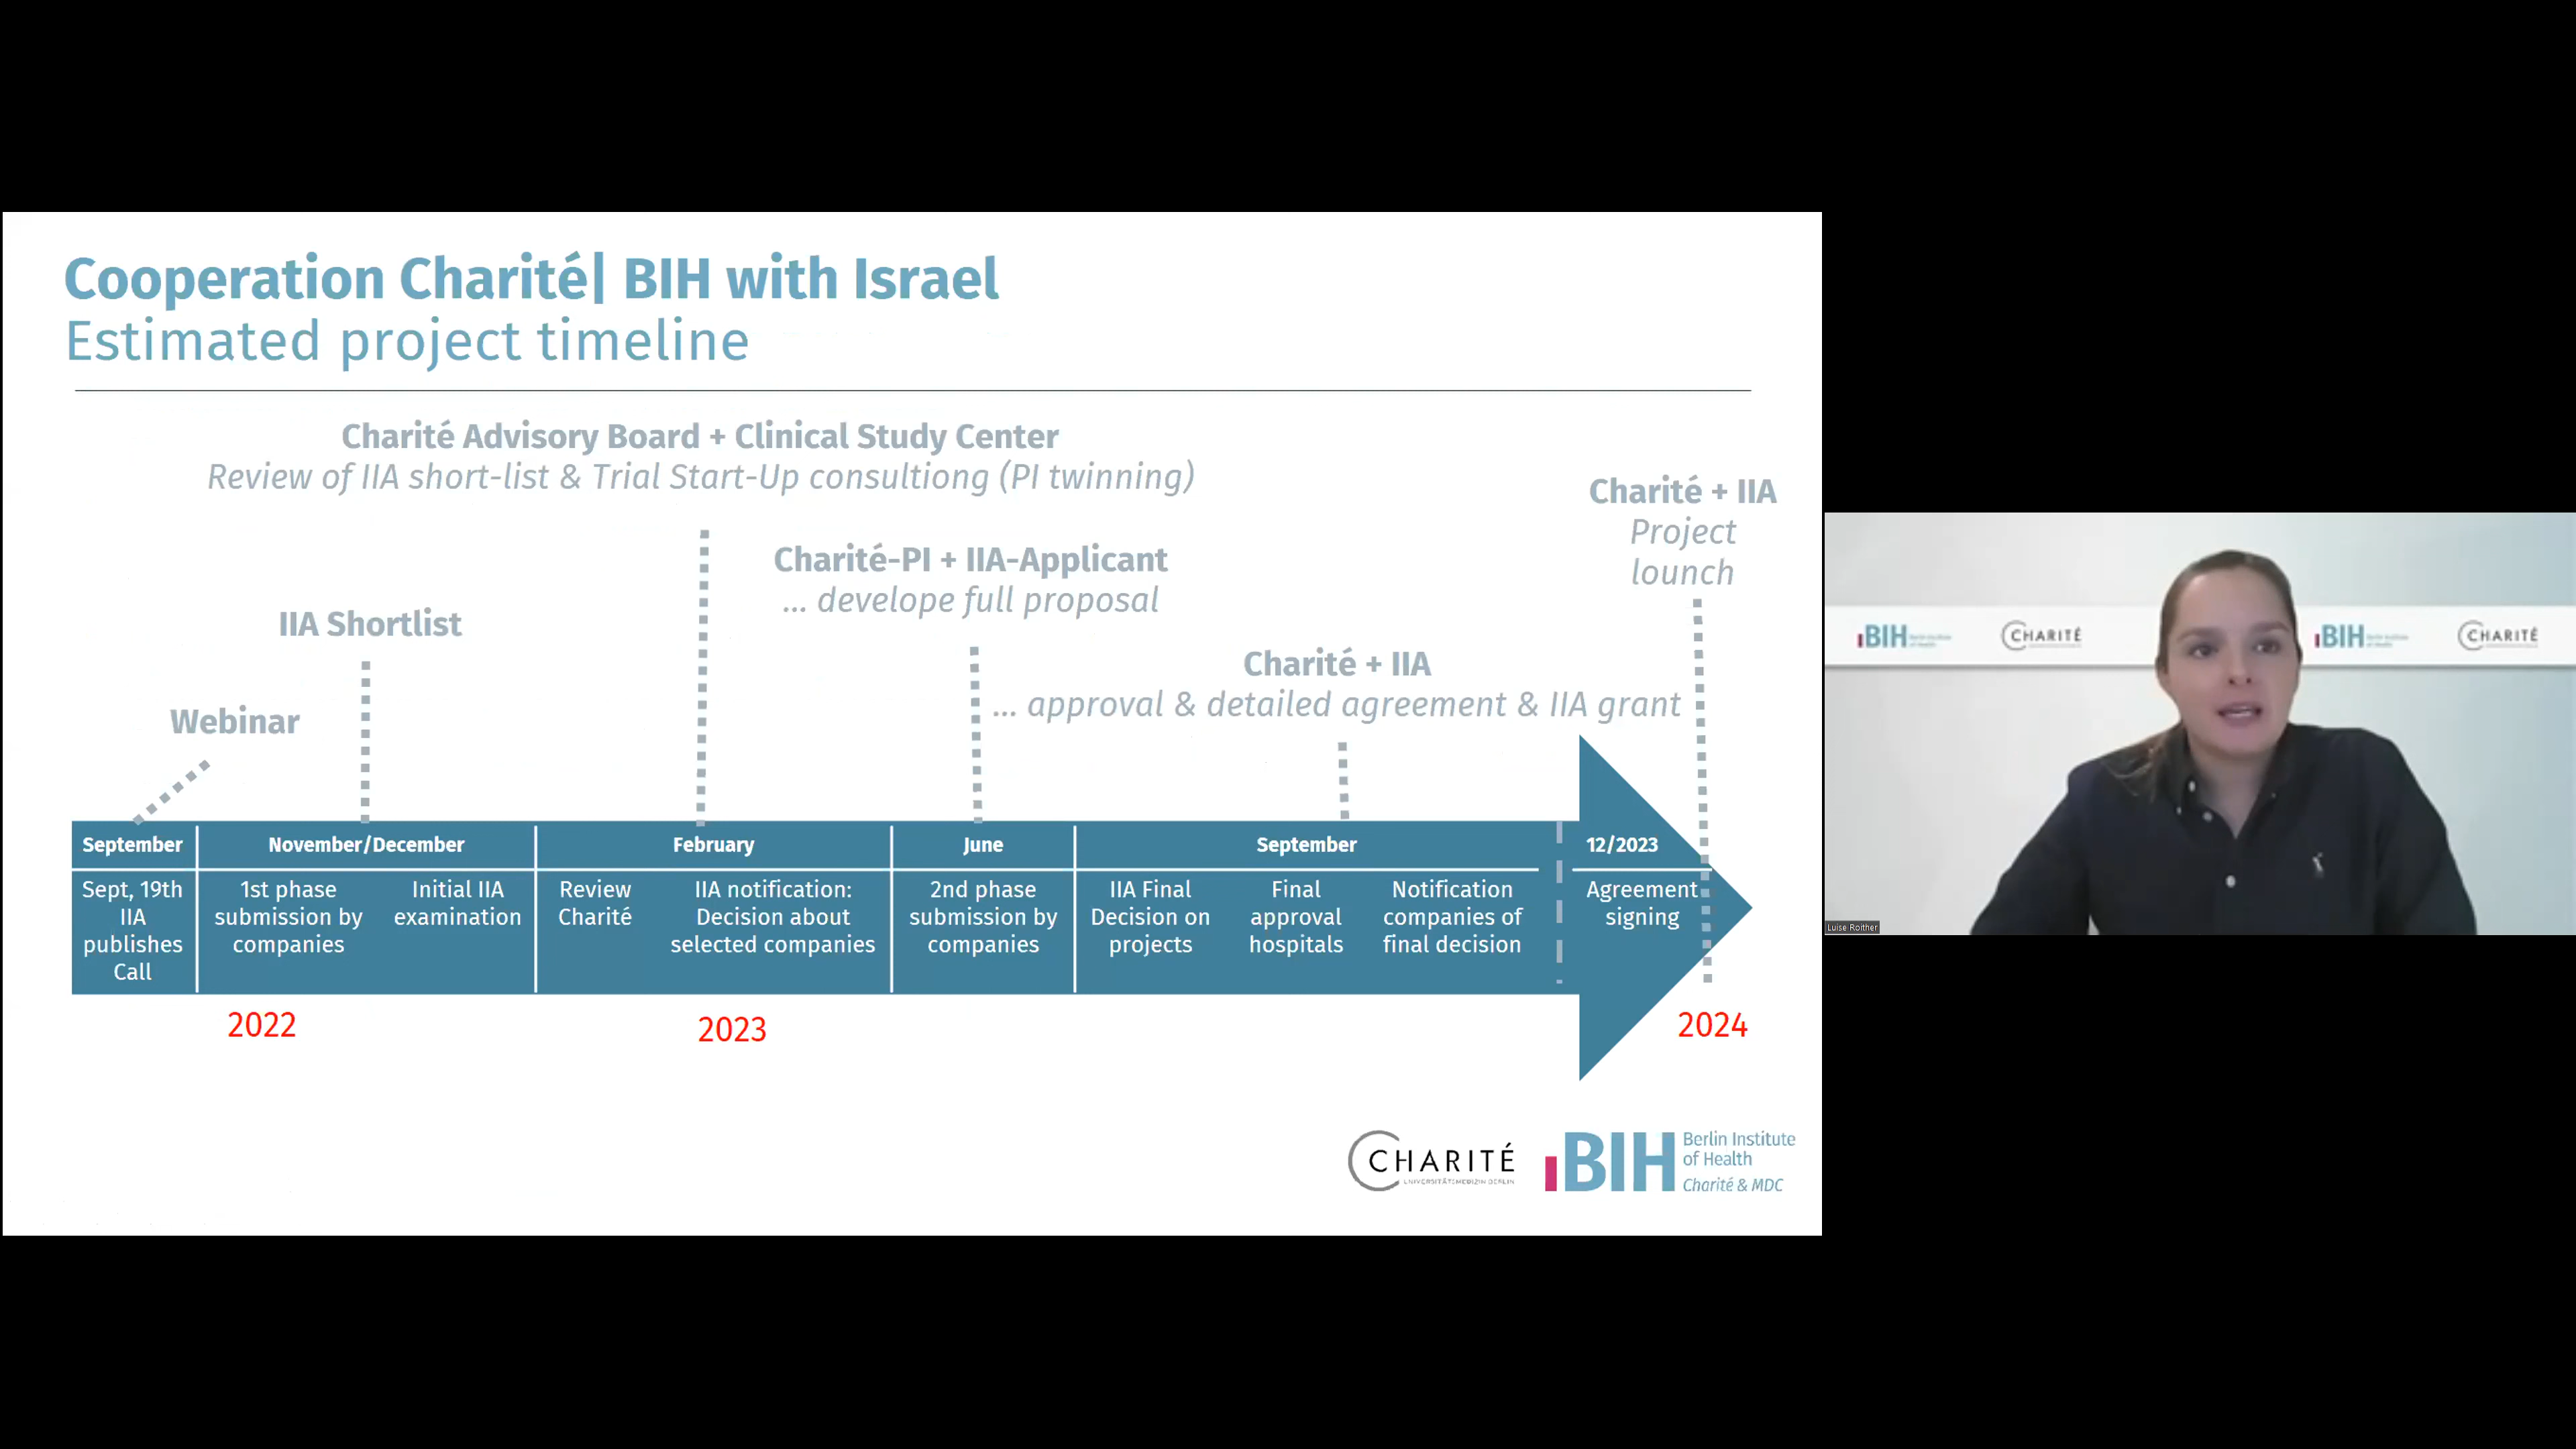 Cooperation Charité| BIH with Israel
Estimated project timeline
Charité Advisory Board + Clinical Study Center
Review of IIA short-list & Trial Start-Up consultiong (PI twinning)
Charité + IIA
Project
lounch
Charité-PI + IIA-Applicant
... develope full proposal
IIA Shortlist
Charité + IIA
... approval & detailed agreement & IIA grant
Webinar
September
November/December
February
June
September
12/2023
Sept, 19th
IIA
publishes
Call
1st phase
submission by
companies
Initial IIA
examination
Review
Charité
IIA notification:
Decision about
selected companies
2nd phase
submission by
companies
IIA Final
Decision on
projects
Final
approval
hospitals
Notification
companies of
final decision
Agreement
signing
2022
2023
2024
CHARITÉ
UNIVERSITÄTSMEDIZIN BERLIN
BIH
Berlin Institute
of Health
Charité & MDC
BIH
CHARITÉ
BIH
CHARITÉ
Luise Roither